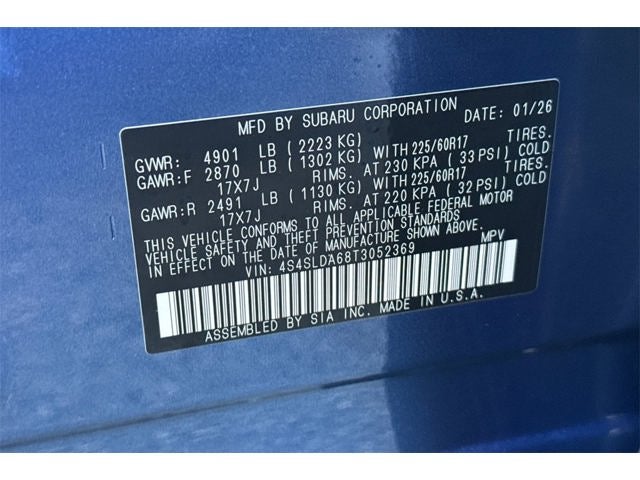 MFD BY SUBARU CORPORATION DATE: 01/26
GVWR: 4901 LB ( 2223 KG)
GAWR:F 2870 LB ( 1302 KG) WITH 225/60R17 TIRES.
17X7J RIMS. AT 230 KPA ( 33 PSI) COLD
GAWR:R 2491 LB ( 1130 KG) WITH 225/60R17 TIRES.
17X7J RIMS. AT 220 KPA ( 32 PSI) COLD
THIS VEHICLE CONFORMS TO ALL APPLICABLE FEDERAL MOTOR
VEHICLE SAFETY AND THEFT PREVENTION STANDARDS
IN EFFECT ON THE DATE OF MANUFACTURE SHOWN ABOVE.
VIN: 4S4SLDA68T3052369 MPV
ASSEMBLED BY SIA INC. MADE IN U.S.A.